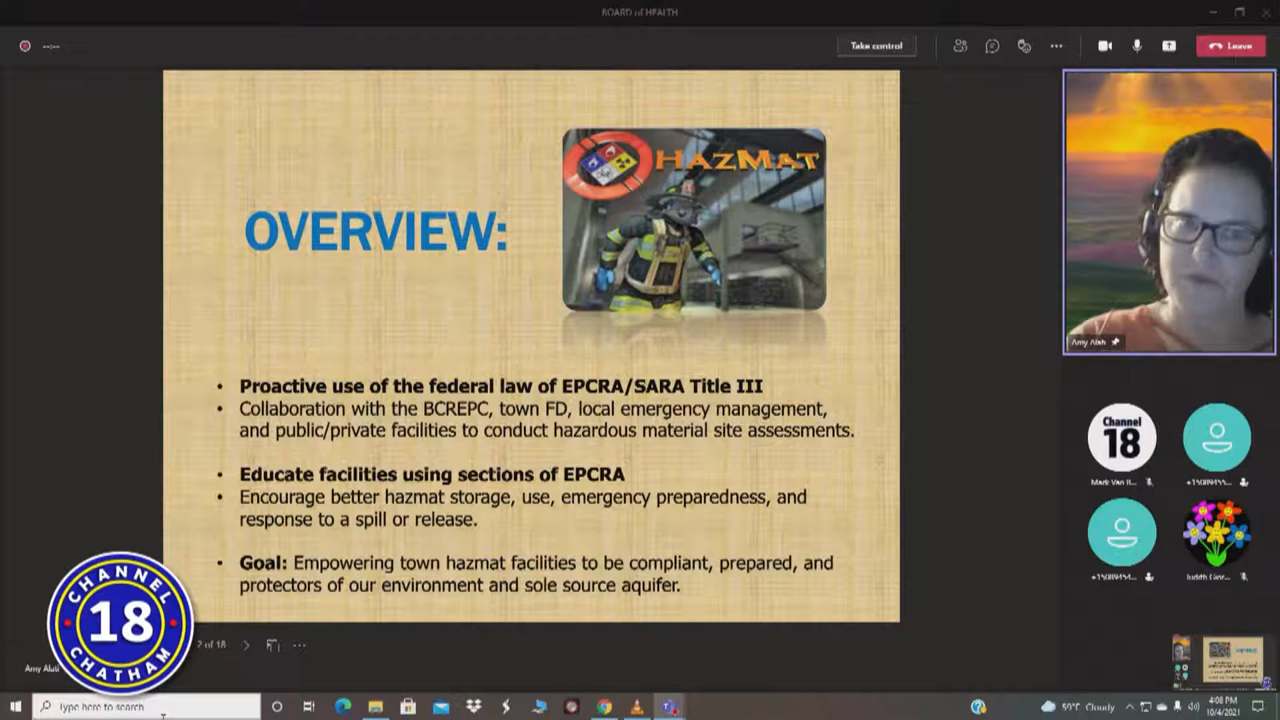 BOARD of HEALTH
Take control
Leave
HAZMAT
OVERVIEW:
Amy Alati
• Proactive use of the federal law of EPCRA/SARA Title III
• Collaboration with the BCREPC, town FD, local emergency management,
and public/private facilities to conduct hazardous material site assessments.
• Educate facilities using sections of EPCRA
• Encourage better hazmat storage, use, emergency preparedness, and
response to a spill or release.
• Goal: Empowering town hazmat facilities to be compliant, prepared, and
protectors of our environment and sole source aquifer.
Channel
18
CHANNEL
18
CHATHAM
2 of 18
Amy Alati
Type here to search
59°F Cloudy
4:08 PM
10/4/2021